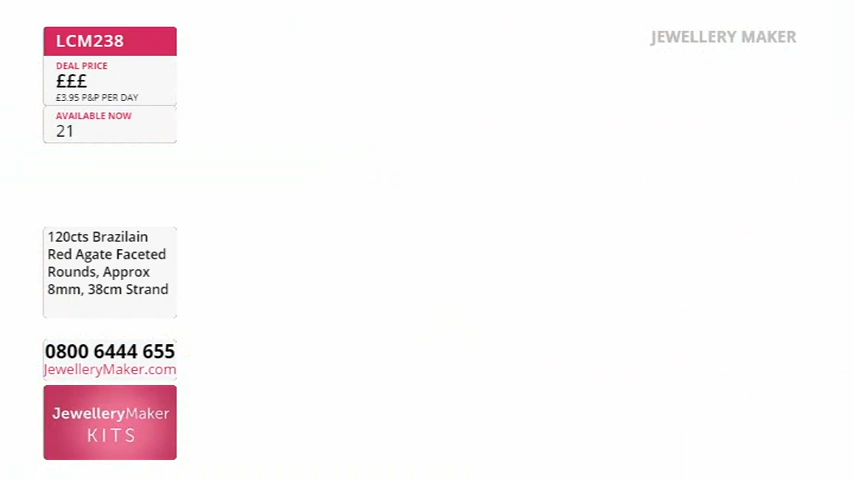 LCM238
DEAL PRICE
£££
£3.95 P&P PER DAY
AVAILABLE NOW
21
JEWELLERY MAKER
120cts Brazilain
Red Agate Faceted
Rounds, Approx
8mm, 38cm Strand
0800 6444 655
JewelleryMaker.com
JewelleryMaker
KITS